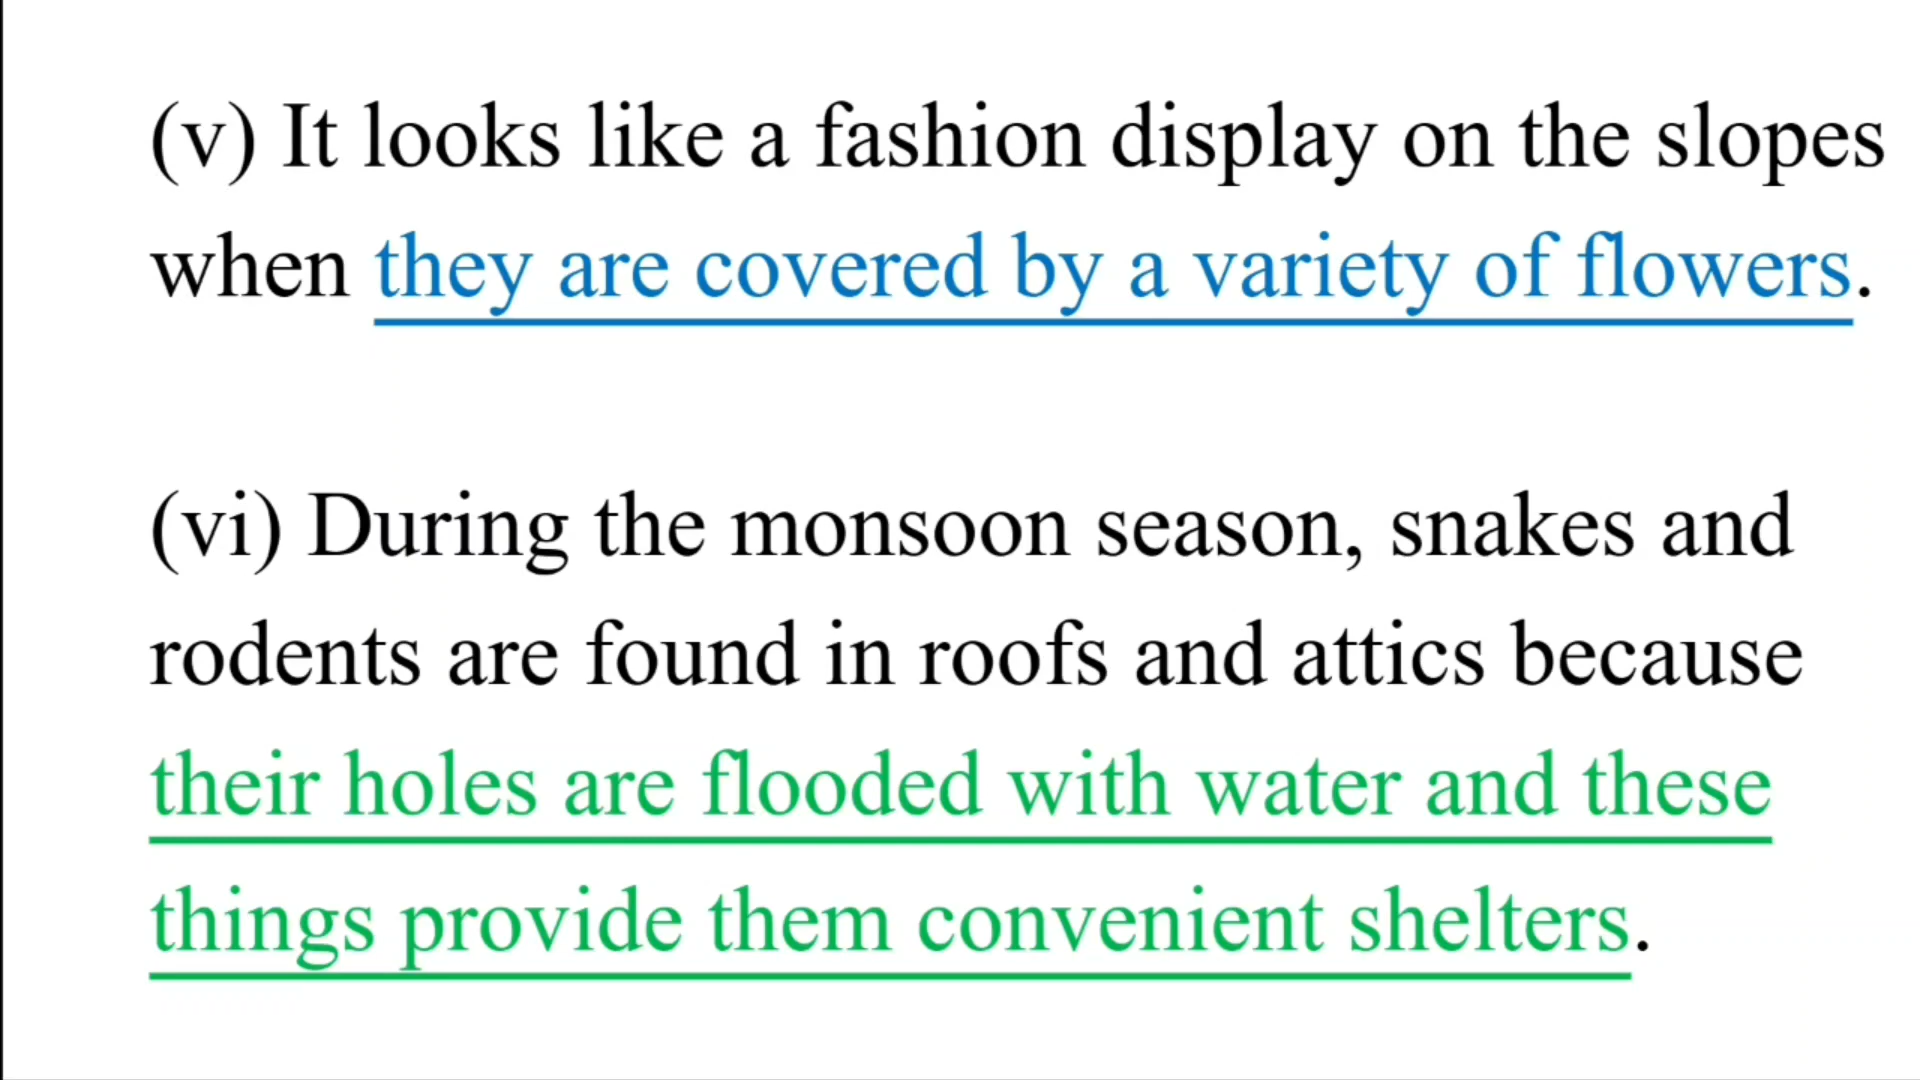 (v) It looks like a fashion display on the slopes
when they are covered by a variety of flowers.
(vi) During the monsoon season, snakes and
rodents are found in roofs and attics because
their holes are flooded with water and these
things provide them convenient shelters.